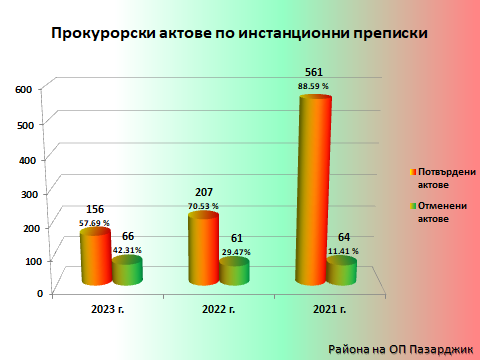 Прокурорски актове по инстанционни преписки
600
500
400
300
200
100
0
156
57.69 %
66
42.31%
207
70.53 %
61
29.47%
561
88.59 %
64
11.41 %
2023 г.
2022 г.
2021 г.
Потвърдени
актове
Отменени
актове
Района на ОП Пазарджик